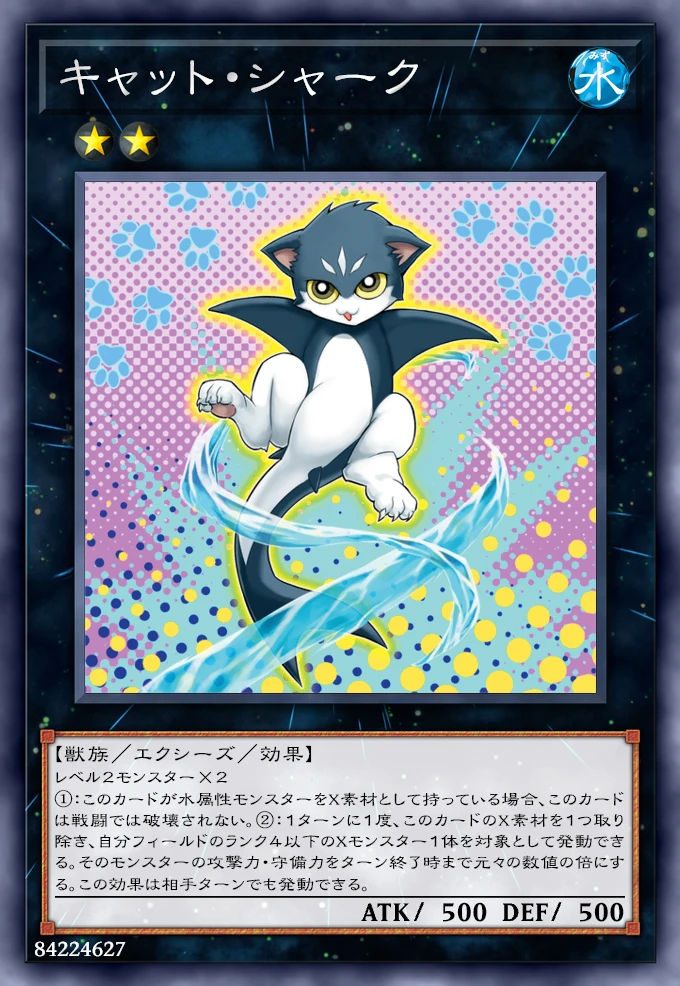 キャット・シャーク
みず
水
【獣族／エクシーズ／効果】
レベル２モンスター×２
①：このカードが水属性モンスターをX素材として持っている場合、このカード
は戦闘では破壊されない。②：１ターンに１度、このカードのX素材を１つ取り
除き、自分フィールドのランク４以下のXモンスター１体を対象として発動でき
る。そのモンスターの攻撃力・守備力をターン終了時まで元々の数値の倍にす
る。この効果は相手ターンでも発動できる。
ATK/ 500 DEF/ 500
84224627